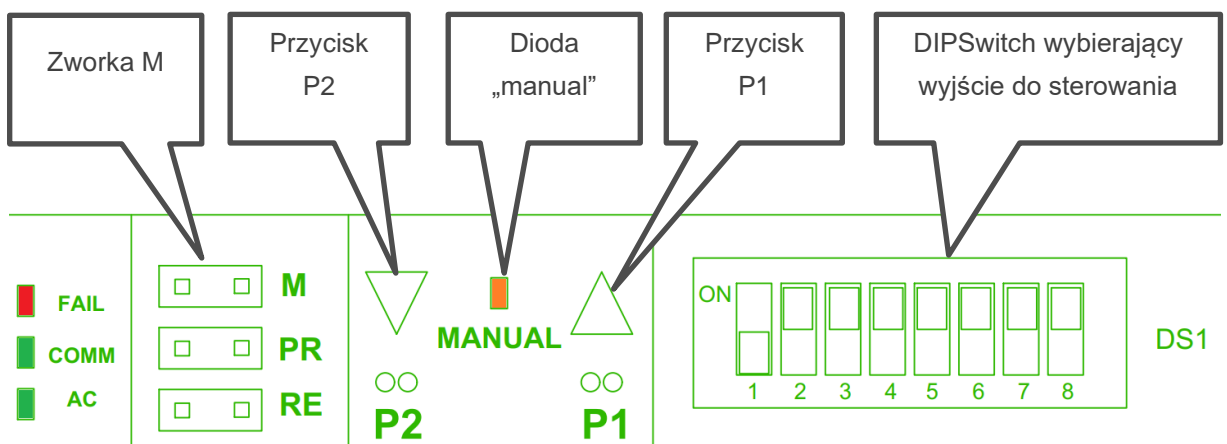 Zworka M
Przycisk
P2
Dioda
„manual”
Przycisk
P1
DIPSwitch wybierający
wyjście do sterowania
FAIL
COMM
AC
M
PR
RE
MANUAL
P2
P1
ON
1 2 3 4 5 6 7 8
DS1